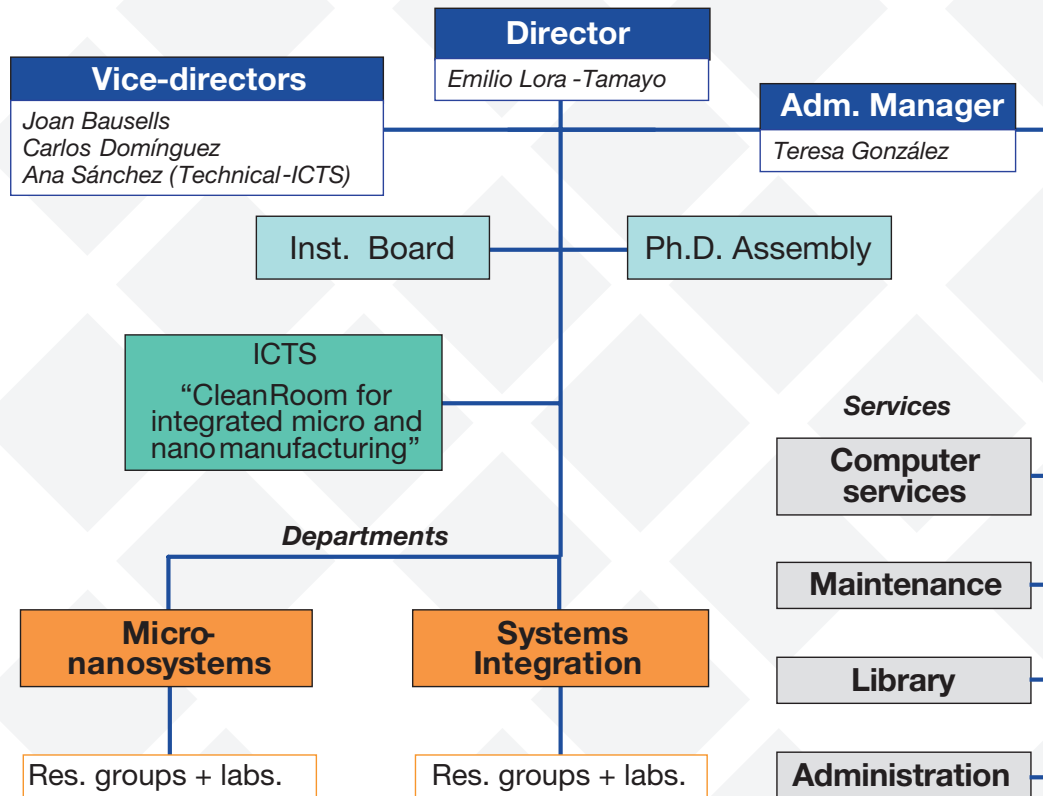 Director
Emilio Lora -Tamayo
Vice-directors
Joan Bausells
Carlos Domínguez
Ana Sánchez (Technical-ICTS)
Adm. Manager
Teresa González
Inst. Board
Ph.D. Assembly
ICTS
“CleanRoom for
integrated micro and
nanomanufacturing”
Departments
Micro-
nanosystems
Systems
Integration
Res. groups + labs.
Res. groups + labs.
Services
Computer
services
Maintenance
Library
Administration